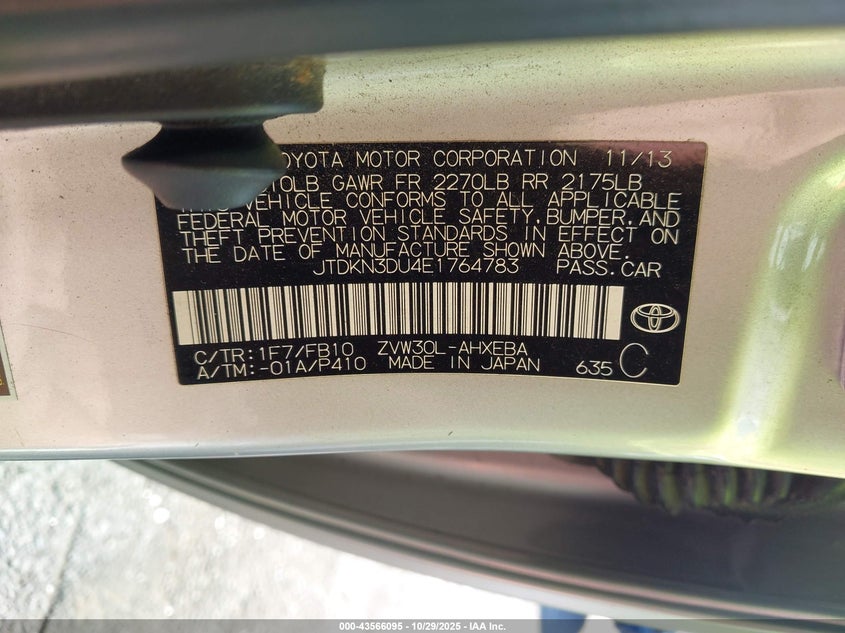 TOYOTA MOTOR CORPORATION 11/13
GAWR FR 2270LB RR 2175LB
VEHICLE CONFORMS TO ALL APPLICABLE
FEDERAL MOTOR VEHICLE SAFETY, BUMPER, AND
THEFT PREVENTION STANDARDS IN EFFECT ON
THE DATE OF MANUFACTURE SHOWN ABOVE.
JTDKN3DU4E1764783 PASS.CAR
C/TR:1F7/FB10 ZVW30L-AHXEBA
A/TM:-01A/P410 MADE IN JAPAN 635 C
000-43566095 - 10/29/2025 - IAA Inc.